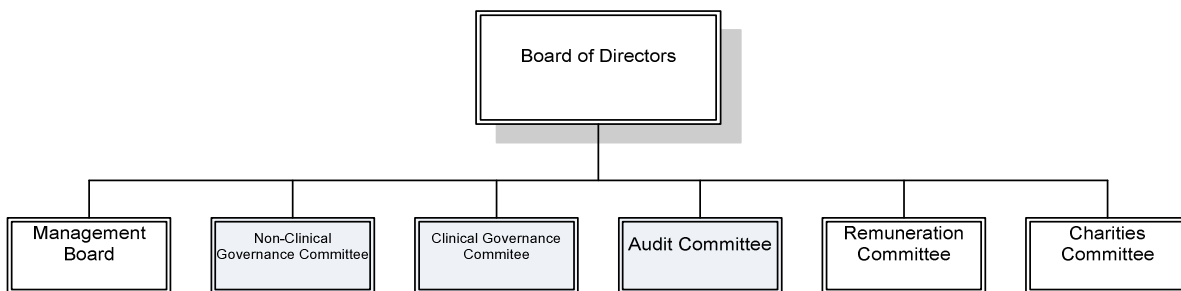 Board of Directors
Management
Board
Non-Clinical
Governance Committee
Clinical Governance
Commitee
Audit Committee
Remuneration
Committee
Charities
Committee